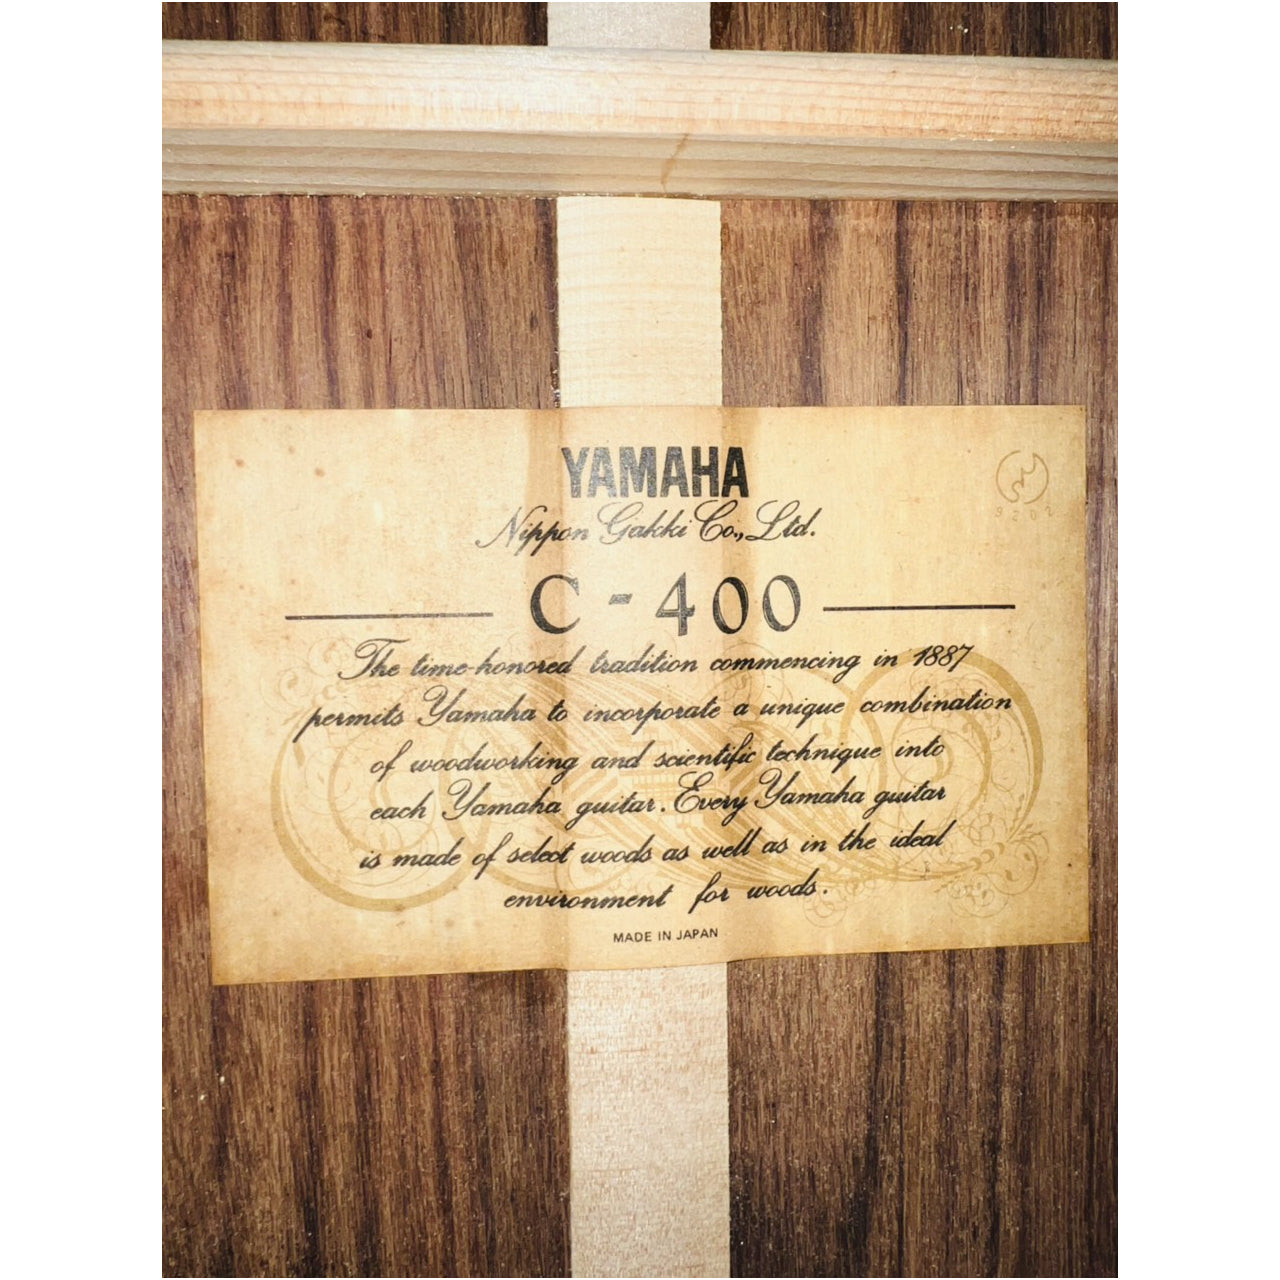 YAMAHA
9202
Nippon Gakki Co., Ltd.
C-400
The time-honored tradition commencing in 1887
permits Yamaha to incorporate a unique combination
of woodworking and scientific technique into
each Yamaha guitar. Every Yamaha guitar
is made of select woods as well as in the ideal
environment for woods.
MADE IN JAPAN